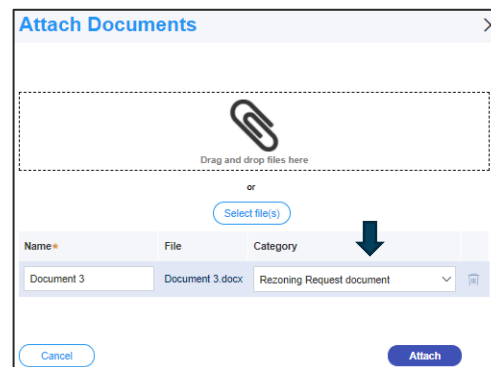 Attach Documents
Drag and drop files here
or
Select file(s)
Name* File Category
Document 3 Document 3.docx Rezoning Request document
Cancel Attach